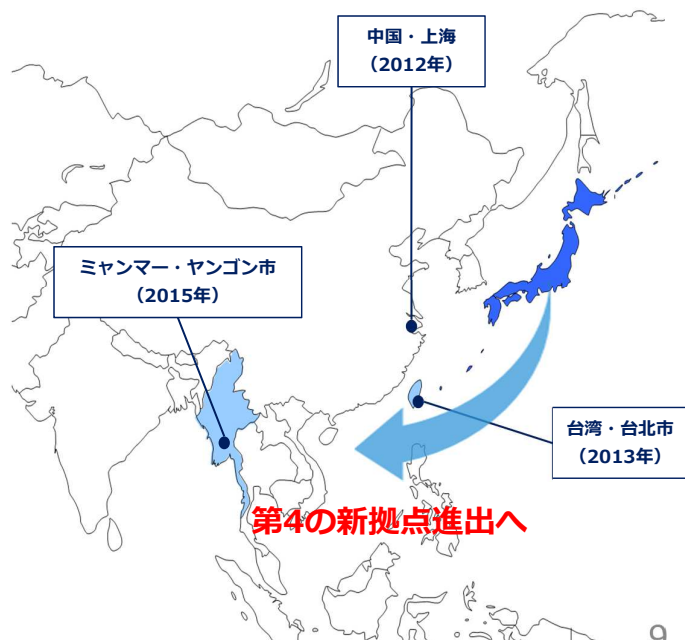 中国・上海
（2012年）
ミャンマー・ヤンゴン市
（2015年）
台湾・台北市
（2013年）
第4の新拠点進出へ
9